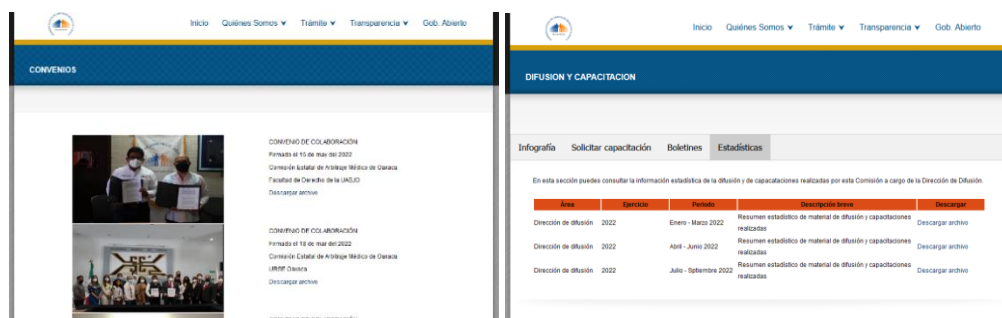 Inicio Quiénes Somos Trámite Transparencia Gob. Abierto
CONVENIOS
CONVENIO DE COLABORACIÓN
Firmado el 15 de may del 2022
Comisión Estatal de Arbitraje Médico de Oaxaca
Facultad de Derecho de la UABJO
Descargar archivo
CONVENIO DE COLABORACIÓN
Firmado el 18 de mar del 2022
Comisión Estatal de Arbitraje Médico de Oaxaca
URSE Oaxaca
Descargar archivo
Inicio Quiénes Somos Trámite Transparencia Gob. Abierto
DIFUSION Y CAPACITACION
Infografía Solicitar capacitación Boletines Estadísticas
En esta sección puedes consultar la información estadística de la difusión y de capacataciones realizadas por esta Comisión a cargo de la Dirección de Difusión.
Área Ejercicio Periodo Descripción breve Descargar
Dirección de difusión 2022 Enero - Marzo 2022 Resumen estadístico de material de difusión y capacitaciones
realizadas Descargar archivo
Dirección de difusión 2022 Abril - Junio 2022 Resumen estadístico de material de difusión y capacitaciones
realizadas Descargar archivo
Dirección de difusión 2022 Julio - Sptiembre 2022 Resumen estadístico de material de difusión y capacitaciones
realizadas Descargar archivo